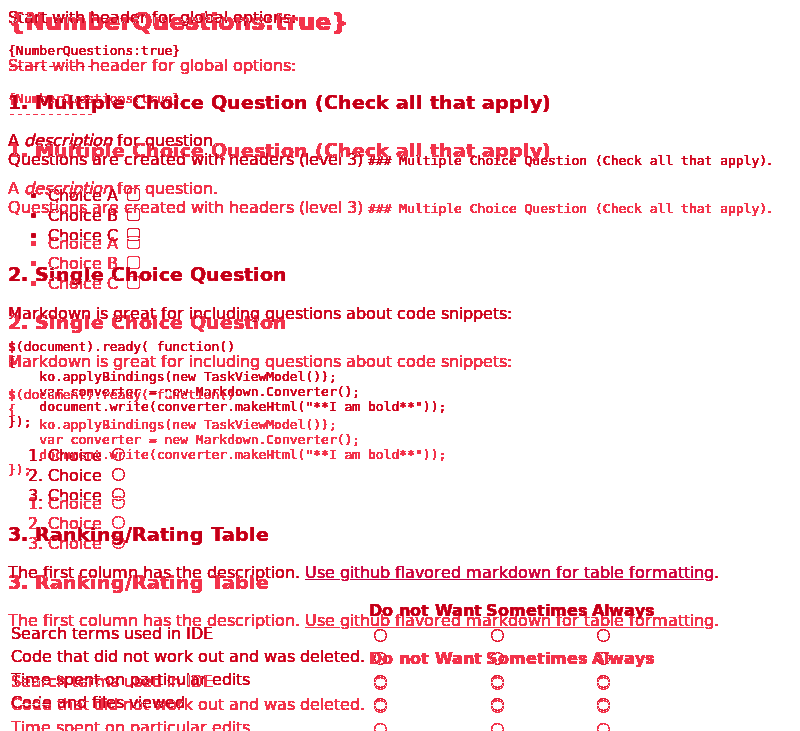 Start with header for global options:
{NumberQuestions:true}
{NumberQuestions:true}
Start with header for global options:
-----------
{NumberQuestions:true}
1. Multiple Choice Question (Check all that apply)
-----------
A description for question.
1. Multiple Choice Question (Check all that apply)
Questions are created with headers (level 3) ### Multiple Choice Question (Check all that apply).
A description for question.
Choice A
Questions are created with headers (level 3) ### Multiple Choice Question (Check all that apply).
Choice B
Choice C
Choice A
Choice B
2. Single Choice Question
Choice C
Markdown is great for including questions about code snippets:
2. Single Choice Question
$(document).ready( function()
{
Markdown is great for including questions about code snippets:
ko.applyBindings(new TaskViewModel());
var converter = new Markdown.Converter();
$(document).ready( function()
document.write(converter.makeHtml("**I am bold**"));
{
});
ko.applyBindings(new TaskViewModel());
var converter = new Markdown.Converter();
document.write(converter.makeHtml("**I am bold**"));
1. Choice
});
2. Choice
3. Choice
1. Choice
2. Choice
3. Ranking/Rating Table
3. Choice
The first column has the description. Use github flavored markdown for table formatting.
3. Ranking/Rating Table
Do not Want Sometimes Always
The first column has the description. Use github flavored markdown for table formatting.
Search terms used in IDE
Code that did not work out and was deleted.
Do not Want Sometimes Always
Time spent on particular edits
Search terms used in IDE
Code and files viewed
Code that did not work out and was deleted.
Time spent on particular edits